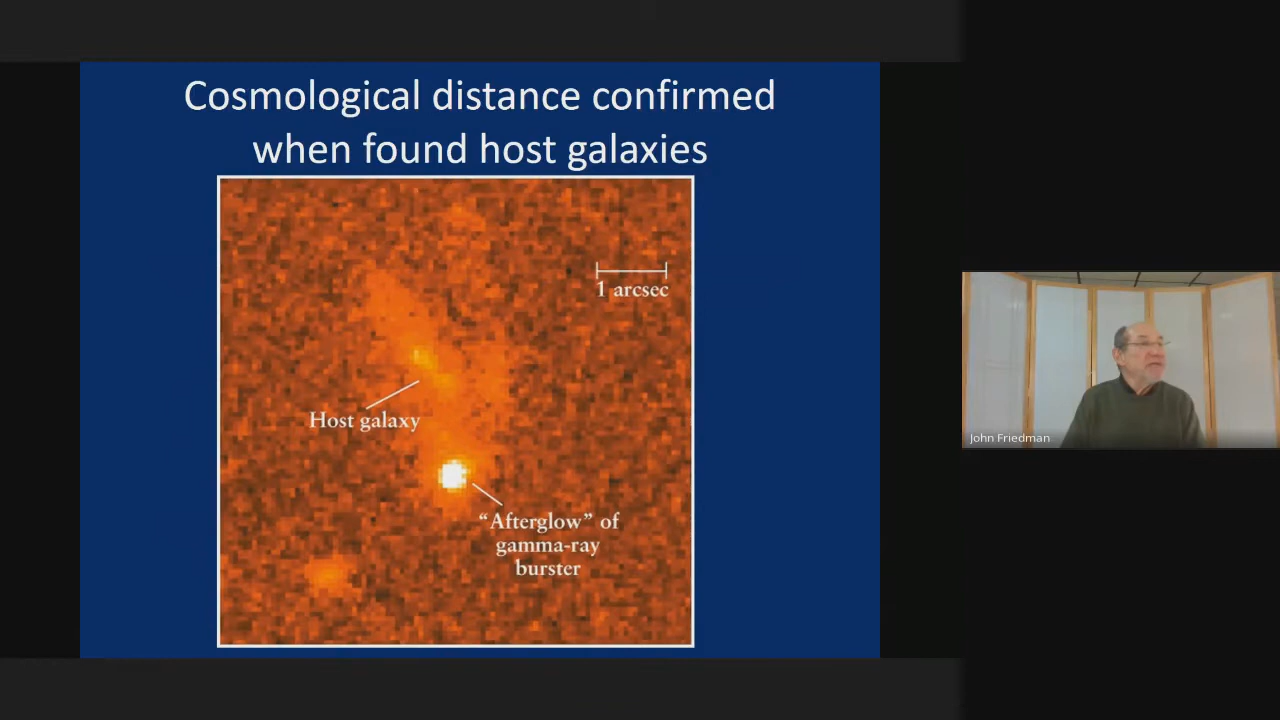 Cosmological distance confirmed
when found host galaxies
1 arcsec
Host galaxy
“Afterglow” of
gamma-ray
burster
John Friedman